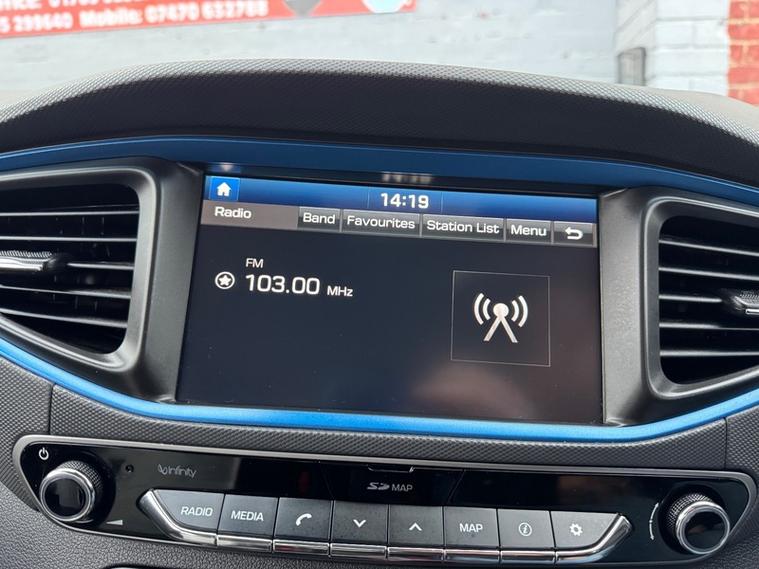 299640 Mobile: 07470 632788
14:19
Radio Band Favourites Station List Menu
FM
103.00 MHz
Infinity
SD MAP
RADIO MEDIA MAP